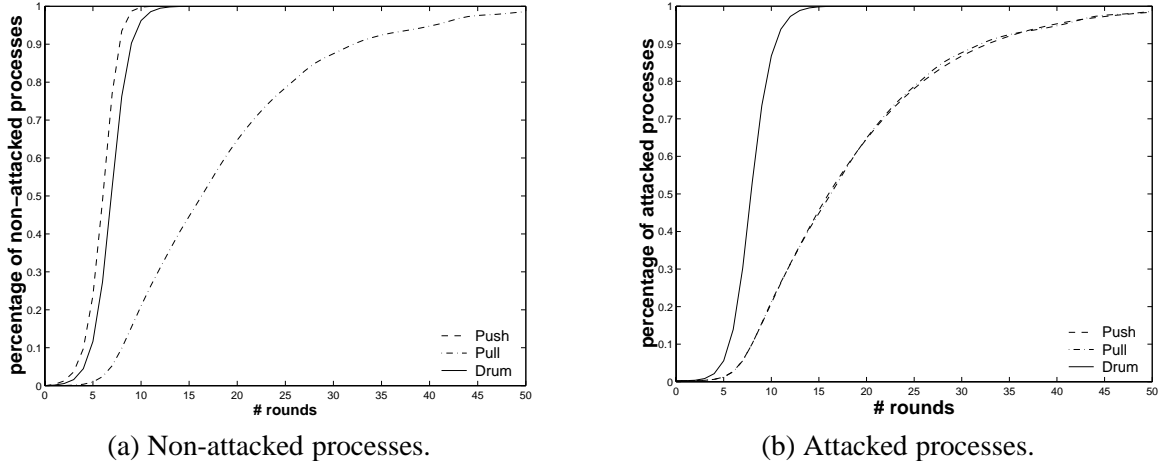 percentage of non−attacked processes
1
0.9
0.8
0.7
0.6
0.5
0.4
0.3
0.2
0.1
0
0 5 10 15 20 25 30 35 40 45 50
# rounds
Push
Pull
Drum
(a) Non-attacked processes.
percentage of attacked processes
1
0.9
0.8
0.7
0.6
0.5
0.4
0.3
0.2
0.1
0
0 5 10 15 20 25 30 35 40 45 50
# rounds
Push
Pull
Drum
(b) Attacked processes.